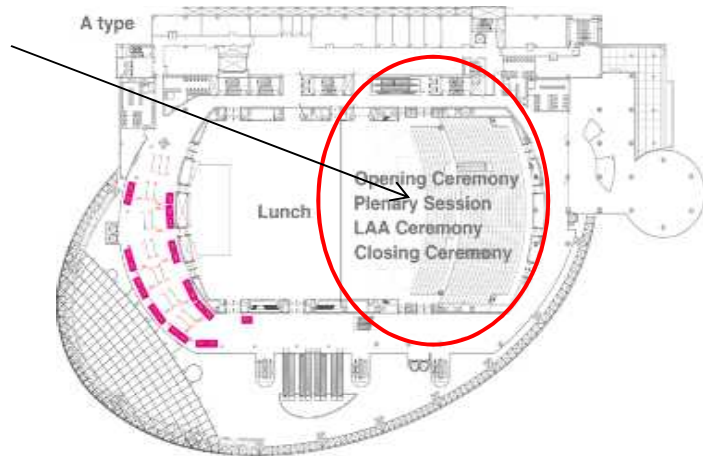 A type
Opening Ceremony
Plenary Session
Lunch
LAA Ceremony
Closing Ceremony